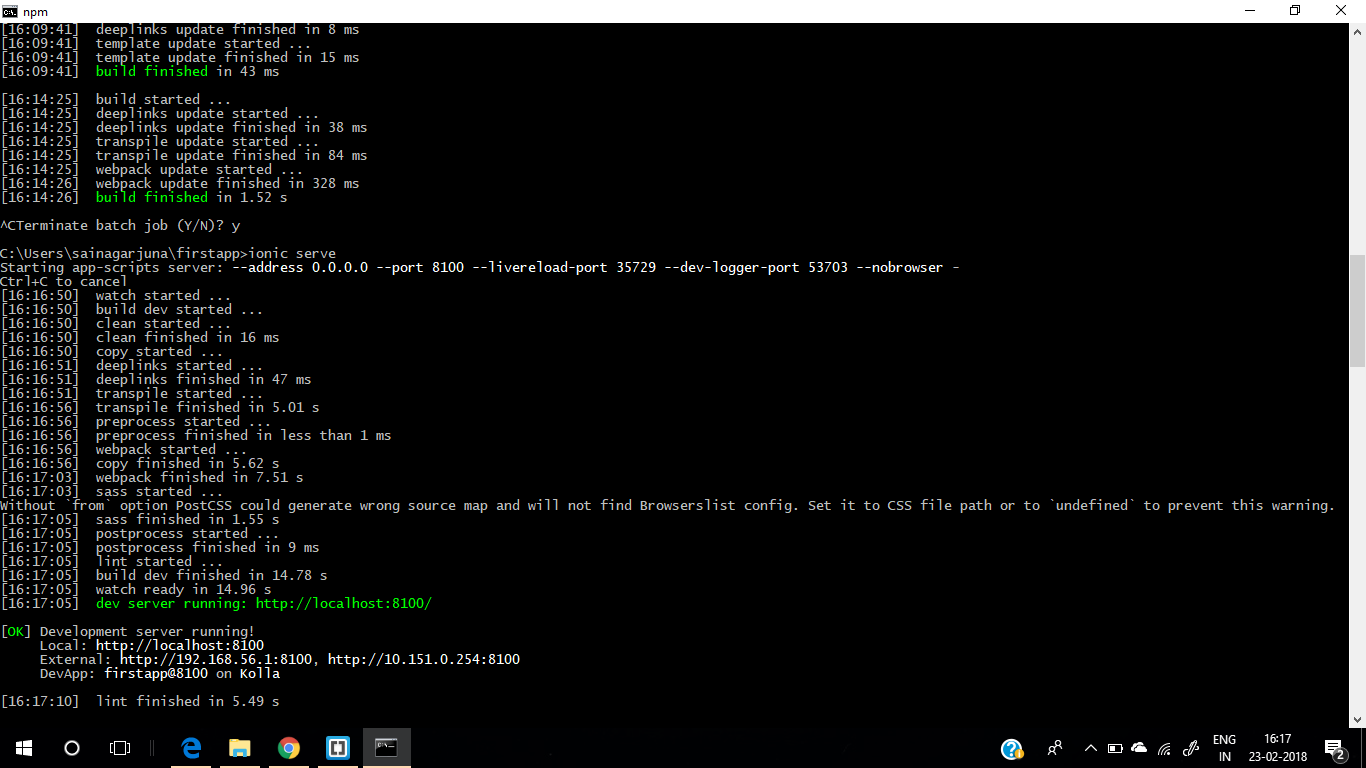 npm
[16:09:41]  deeplinks update finished in 8 ms
[16:09:41]  template update started ...
[16:09:41]  template update finished in 15 ms
[16:09:41]  build finished in 43 ms
[16:14:25]  build started ...
[16:14:25]  deeplinks update started ...
[16:14:25]  deeplinks update finished in 38 ms
[16:14:25]  transpile update started ...
[16:14:25]  transpile update finished in 84 ms
[16:14:25]  webpack update started ...
[16:14:26]  webpack update finished in 328 ms
[16:14:26]  build finished in 1.52 s
^CTerminate batch job (Y/N)? y
C:\Users\sainagarjuna\firstapp>ionic serve
Starting app-scripts server: --address 0.0.0.0 --port 8100 --livereload-port 35729 --dev-logger-port 53703 --nobrowser -
Ctrl+C to cancel
[16:16:50]  watch started ...
[16:16:50]  build dev started ...
[16:16:50]  clean started ...
[16:16:50]  clean finished in 16 ms
[16:16:50]  copy started ...
[16:16:51]  deeplinks started ...
[16:16:51]  deeplinks finished in 47 ms
[16:16:51]  transpile started ...
[16:16:56]  transpile finished in 5.01 s
[16:16:56]  preprocess started ...
[16:16:56]  preprocess finished in less than 1 ms
[16:16:56]  webpack started ...
[16:16:56]  copy finished in 5.62 s
[16:17:03]  webpack finished in 7.51 s
[16:17:03]  sass started ...
Without `from` option PostCSS could generate wrong source map and will not find Browserslist config. Set it to CSS file path or to `undefined` to prevent this warning.
[16:17:05]  sass finished in 1.55 s
[16:17:05]  postprocess started ...
[16:17:05]  postprocess finished in 9 ms
[16:17:05]  lint started ...
[16:17:05]  build dev finished in 14.78 s
[16:17:05]  watch ready in 14.96 s
[16:17:05]  dev server running: http://localhost:8100/
[OK] Development server running!
Local: http://localhost:8100
External: http://192.168.56.1:8100, http://10.151.0.254:8100
DevApp: firstapp@8100 on Kolla
[16:17:10]  lint finished in 5.49 s
ENG
IN
16:17
23-02-2018
2